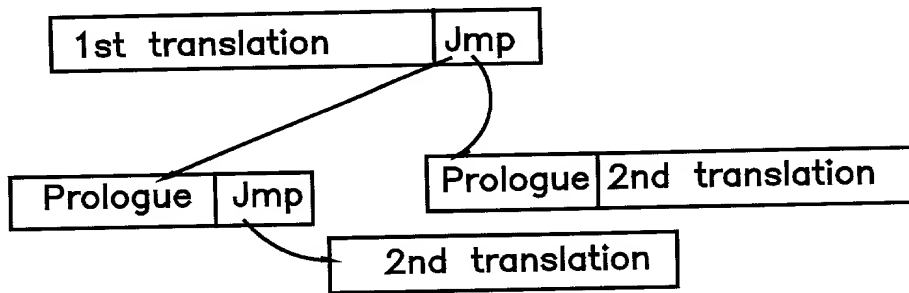 1st translation Jmp
Prologue Jmp Prologue 2nd translation
2nd translation